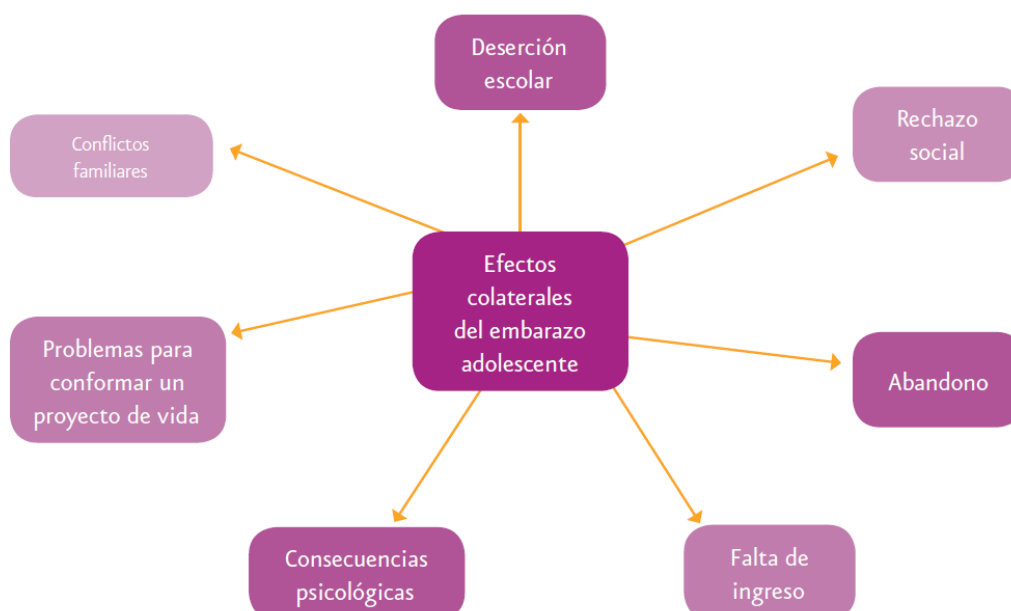 Deserción
escolar
Conflictos
familiares
Rechazo
social
Efectos
colaterales
del embarazo
adolescente
Problemas para
conformar un
proyecto de vida
Abandono
Consecuencias
psicológicas
Falta de
ingreso